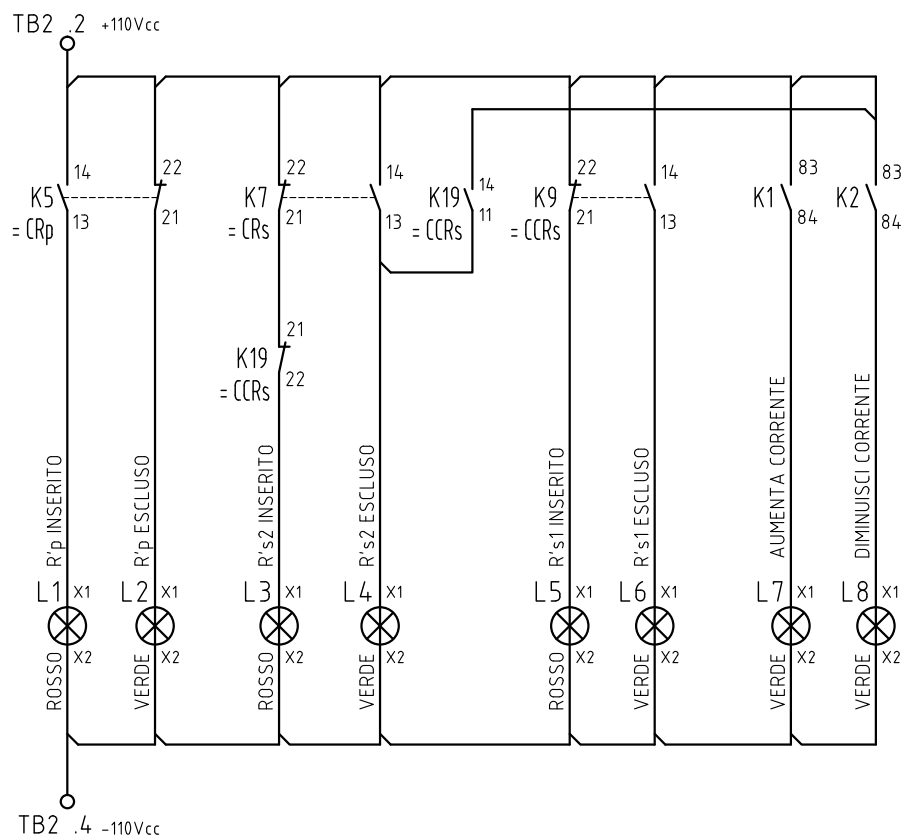 TB2 .2 +110Vcc
14 22 22 14 14 22 14 83 83
K5 K7 K19 K9 K1 K2
13 21 21 13 11 21 13 84 84
= CRp = CRs = CCRs = CCRs
21
K19
22
= CCRs
R'p INSERITO
R'p ESCLUSO
R's2 INSERITO
R's2 ESCLUSO
R's1 INSERITO
R's1 ESCLUSO
AUMENTA CORRENTE
DIMINUISCI CORRENTE
L1 X1 L2 X1 L3 X1 L4 X1 L5 X1 L6 X1 L7 X1 L8 X1
X2 X2 X2 X2 X2 X2 X2 X2
ROSSO
VERDE
ROSSO
VERDE
ROSSO
VERDE
VERDE
VERDE
TB2 .4 -110Vcc